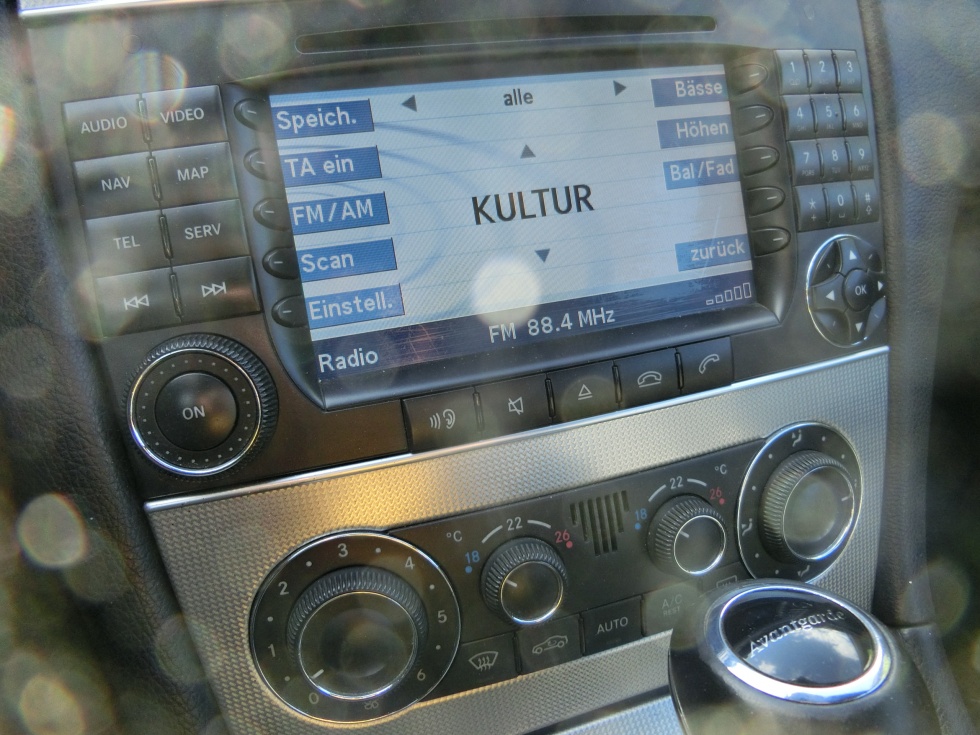 AUDIO VIDEO
NAV MAP
TEL SERV
ON
Speich.
TA ein
FM/AM
Scan
Einstell.
alle
KULTUR
Bässe
Höhen
Bal/Fad
zurück
FM 88.4 MHz
Radio
1 2 3
4 5 6
7 8 9
* 0 #
OK
0 1 2 3 4 5 6
°C 18 22 26
18 22 26 °C
AUTO
A/C
REST
Avantgarde